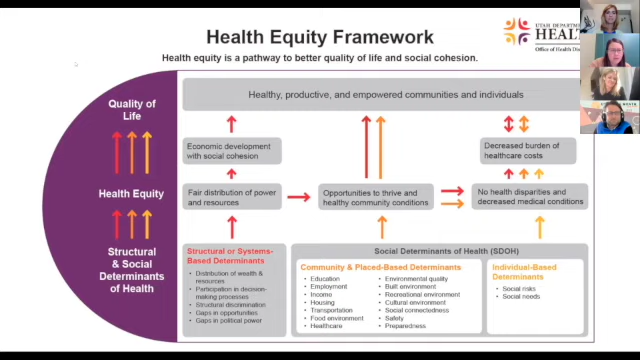 Health Equity Framework
Health equity is a pathway to better quality of life and social cohesion.
UTAH DEPARTMENT
HEAL
Office of Health Dis
Quality of
Life
Health Equity
Structural
& Social
Determinants
of Health
Healthy, productive, and empowered communities and individuals
Economic development
with social cohesion
Decreased burden of
healthcare costs
Fair distribution of power
and resources
Opportunities to thrive and
healthy community conditions
No health disparities and
decreased medical conditions
Structural or Systems-
Based Determinants
• Distribution of wealth &
resources
• Participation in decision-
making processes
• Structural discrimination
• Gaps in opportunities
• Gaps in political power
Social Determinants of Health (SDOH)
Community & Placed-Based Determinants
• Education
• Employment
• Income
• Housing
• Transportation
• Food environment
• Healthcare
• Environmental quality
• Built environment
• Recreational environment
• Cultural environment
• Social connectedness
• Safety
• Preparedness
Individual-Based
Determinants
• Social risks
• Social needs